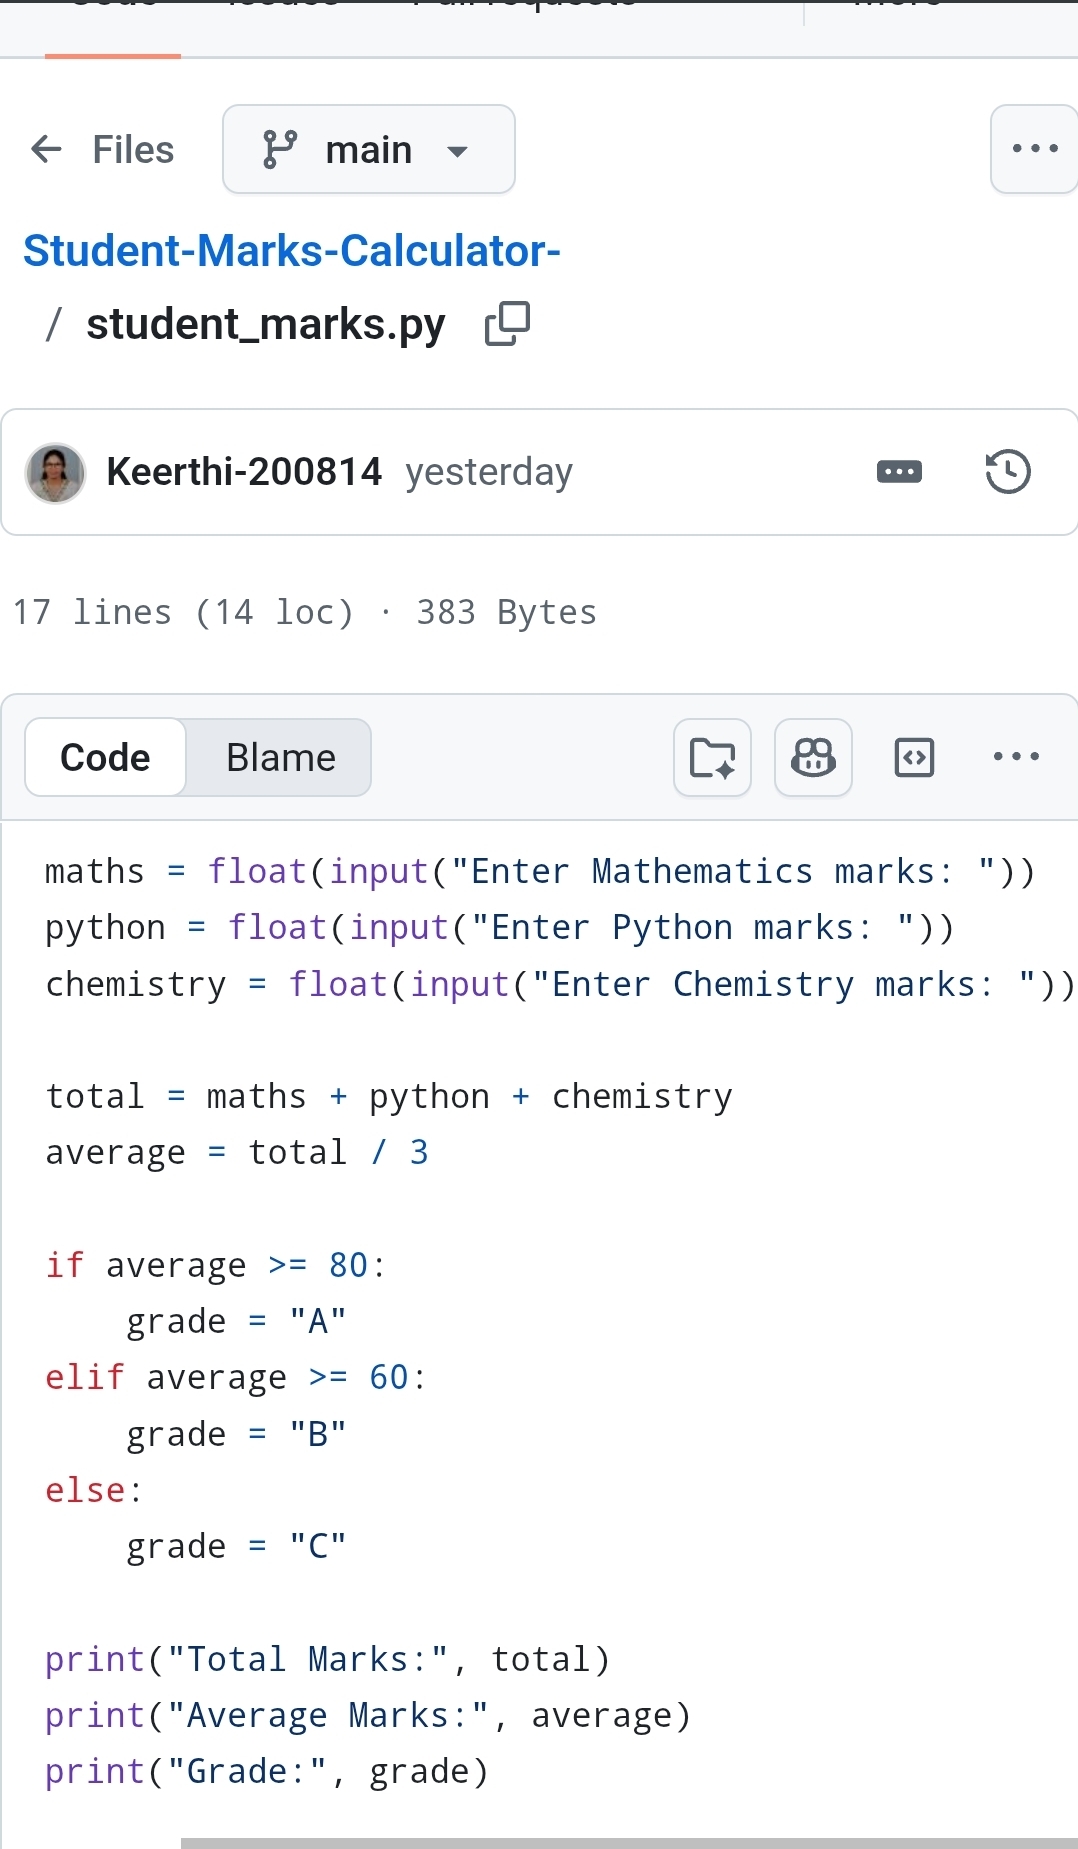 Files
main
Student-Marks-Calculator-
/ student_marks.py
Keerthi-200814 yesterday
17 lines (14 loc) · 383 Bytes
Code Blame
maths = float(input("Enter Mathematics marks: "))
python = float(input("Enter Python marks: "))
chemistry = float(input("Enter Chemistry marks: "))
total = maths + python + chemistry
average = total / 3
if average >= 80:
    grade = "A"
elif average >= 60:
    grade = "B"
else:
    grade = "C"
print("Total Marks:", total)
print("Average Marks:", average)
print("Grade:", grade)